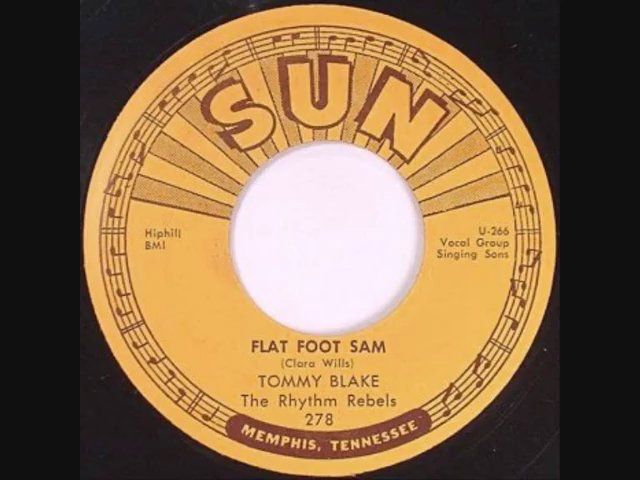 SUN
Hiphill
BMI
U-266
Vocal Group
Singing Sons
FLAT FOOT SAM
(Clara Wills)
TOMMY BLAKE
The Rhythm Rebels
278
MEMPHIS, TENNESSEE